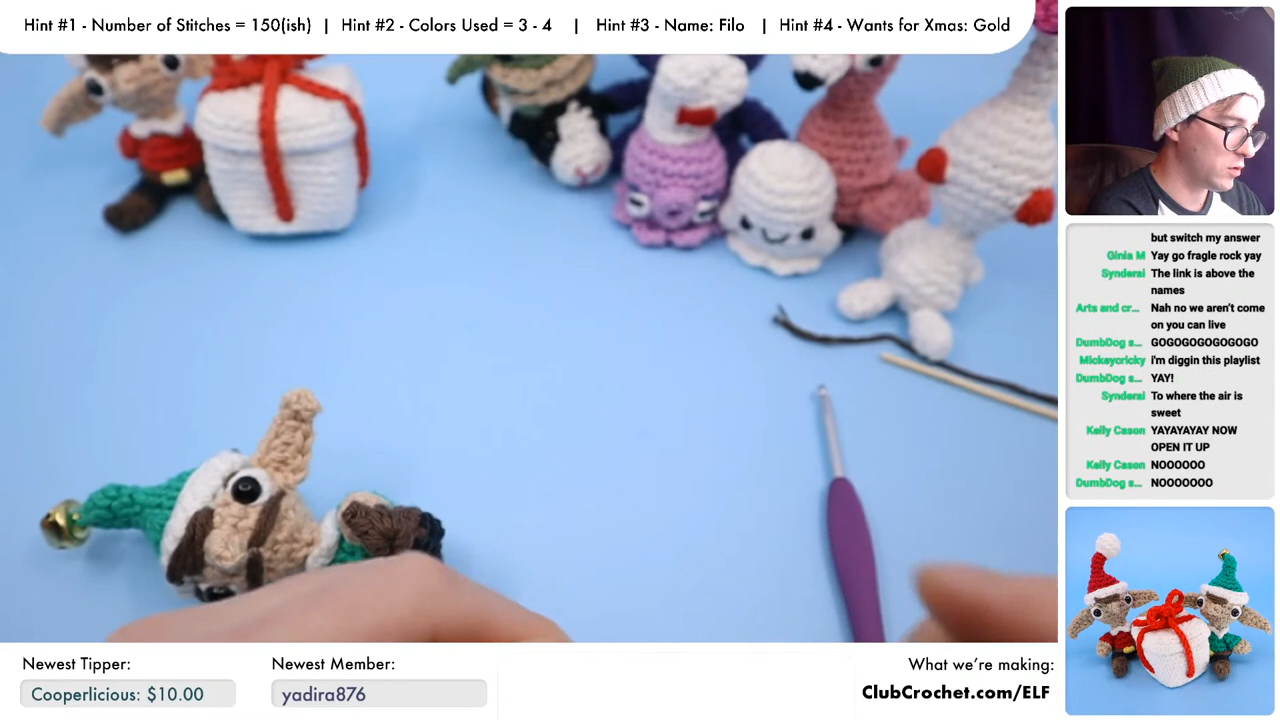 Hint #1 - Number of Stitches = 150(ish) | Hint #2 - Colors Used = 3 - 4 | Hint #3 - Name: Filo | Hint #4 - Wants for Xmas: Gold
but switch my answer
Ginia M Yay go fragle rock yay
Synderai The link is above the
names
Arts and cr... Nah no we aren't come
on you can live
DumbDog s... GOGOGOGOGOGOGO
Mickeycricky i'm diggin this playlist
DumbDog s... YAY!
Synderai To where the air is
sweet
Kelly Cason YAYAYAYAY NOW
OPEN IT UP
Kelly Cason NOOOOOO
DumbDog s... NOOOOOOO
Newest Tipper:
Cooperlicious: $10.00
Newest Member:
yadira876
What we're making:
ClubCrochet.com/ELF